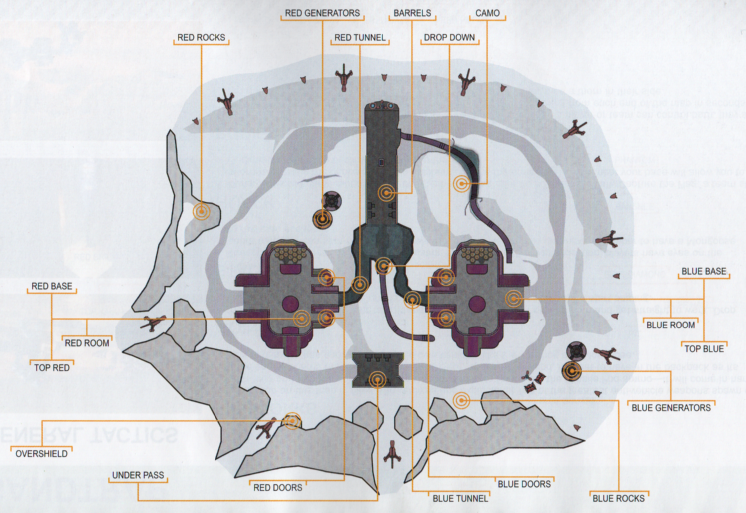 RED GENERATORS
BARRELS
CAMO
RED ROCKS
RED TUNNEL
DROP DOWN
RED BASE
BLUE BASE
RED ROOM
BLUE ROOM
TOP RED
TOP BLUE
BLUE GENERATORS
OVERSHIELD
UNDER PASS
RED DOORS
BLUE TUNNEL
BLUE DOORS
BLUE ROCKS
GENERAL TACTICS